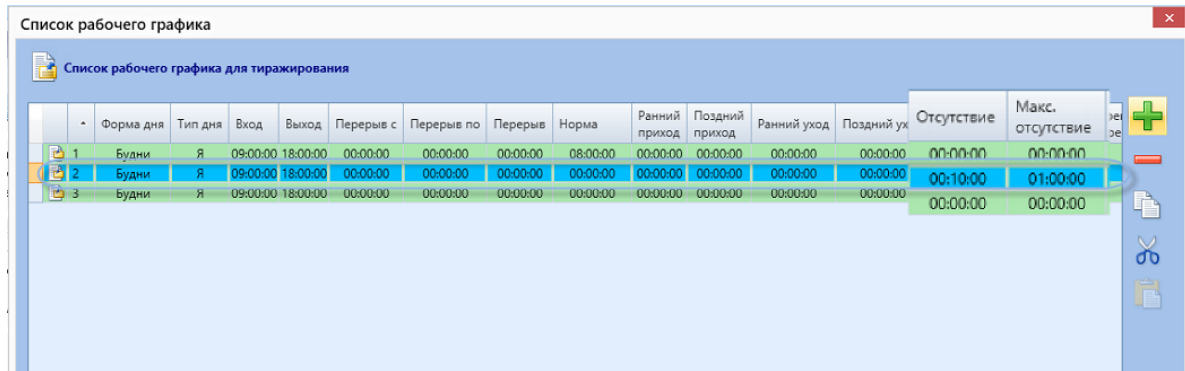 Список рабочего графика
Список рабочего графика для тиражирования
Форма дня Тип дня Вход Выход Перерыв с Перерыв по Перерыв Норма Ранний приход Поздний приход Ранний уход Поздний ух Отсутствие Макс. отсутствие
1 Будни Я 09:00:00 18:00:00 00:00:00 00:00:00 00:00:00 08:00:00 00:00:00 00:00:00 00:00:00 00:00:00 00:00:00 00:00:00
2 Будни Я 09:00:00 18:00:00 00:00:00 00:00:00 00:00:00 00:00:00 00:00:00 00:00:00 00:00:00 00:00:00 00:10:00 01:00:00
3 Будни Я 09:00:00 18:00:00 00:00:00 00:00:00 00:00:00 00:00:00 00:00:00 00:00:00 00:00:00 00:00:00 00:00:00 00:00:00